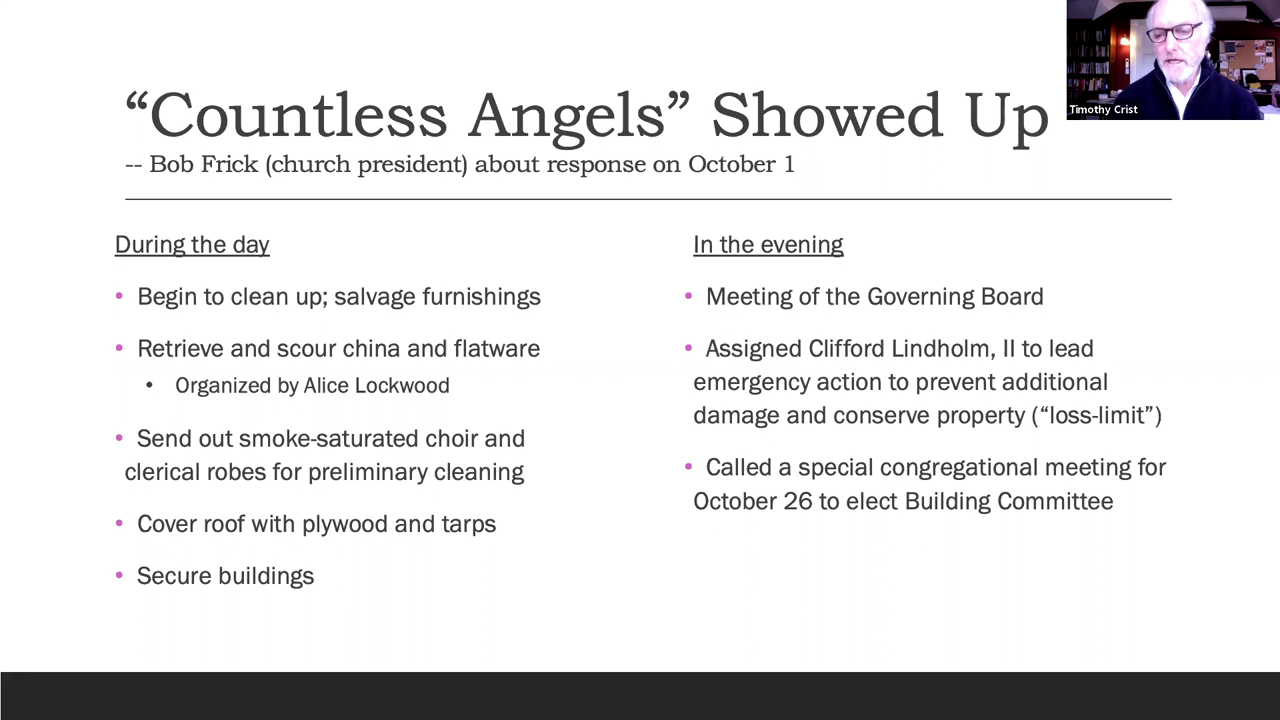 “Countless Angels” Showed Up
-- Bob Frick (church president) about response on October 1
Timothy Crist
During the day
• Begin to clean up; salvage furnishings
• Retrieve and scour china and flatware
• Organized by Alice Lockwood
• Send out smoke-saturated choir and
clerical robes for preliminary cleaning
• Cover roof with plywood and tarps
• Secure buildings
In the evening
• Meeting of the Governing Board
• Assigned Clifford Lindholm, II to lead
emergency action to prevent additional
damage and conserve property (“loss-limit”)
• Called a special congregational meeting for
October 26 to elect Building Committee